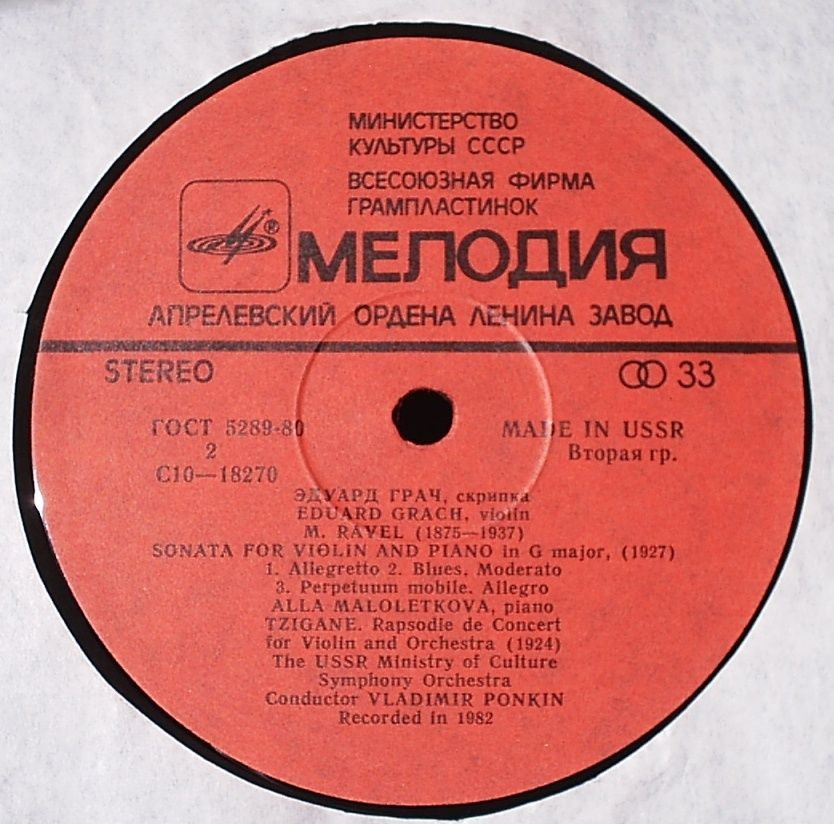 МИНИСТЕРСТВО
КУЛЬТУРЫ СССР
ВСЕСОЮЗНАЯ ФИРМА
ГРАМПЛАСТИНОК
®
МЕЛОДИЯ
АПРЕЛЕВСКИЙ ОРДЕНА ЛЕНИНА ЗАВОД
STEREO
33
ГОСТ 5289-80
2
С10—18270
MADE IN USSR
Вторая гр.
ЭДУАРД ГРАЧ, скрипка
EDUARD GRACH, violin
M. RAVEL (1875—1937)
SONATA FOR VIOLIN AND PIANO in G major, (1927)
1. Allegretto 2. Blues. Moderato
3. Perpetuum mobile. Allegro
ALLA MALOLETKOVA, piano
TZIGANE. Rapsodie de Concert
for Violin and Orchestra (1924)
The USSR Ministry of Culture
Symphony Orchestra
Conductor VLADIMIR PONKIN
Recorded in 1982